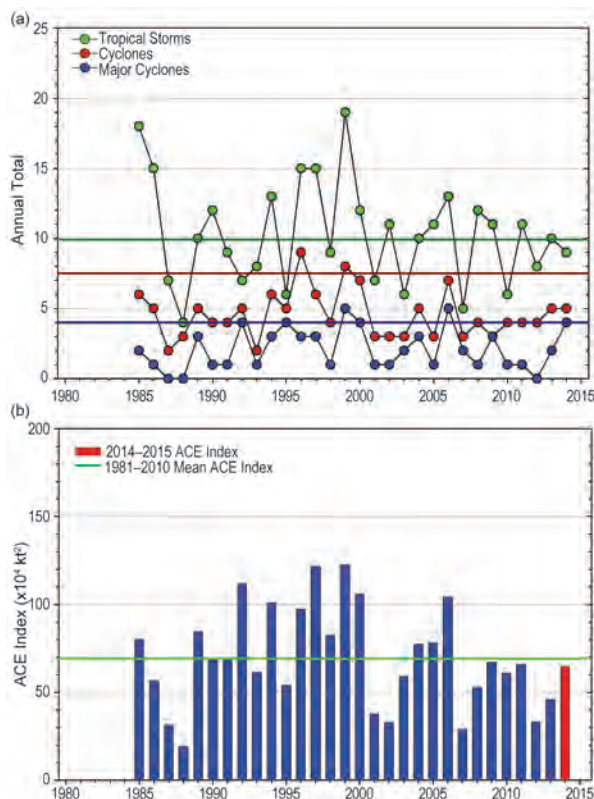 (a)
Tropical Storms
Cyclones
Major Cyclones
25
20
15
10
5
0
Annual Total
1980 1985 1990 1995 2000 2005 2010 2015
(b)
2014–2015 ACE Index
1981–2010 Mean ACE Index
200
150
100
50
0
ACE Index (x10⁴ kt²)
1980 1985 1990 1995 2000 2005 2010 2015